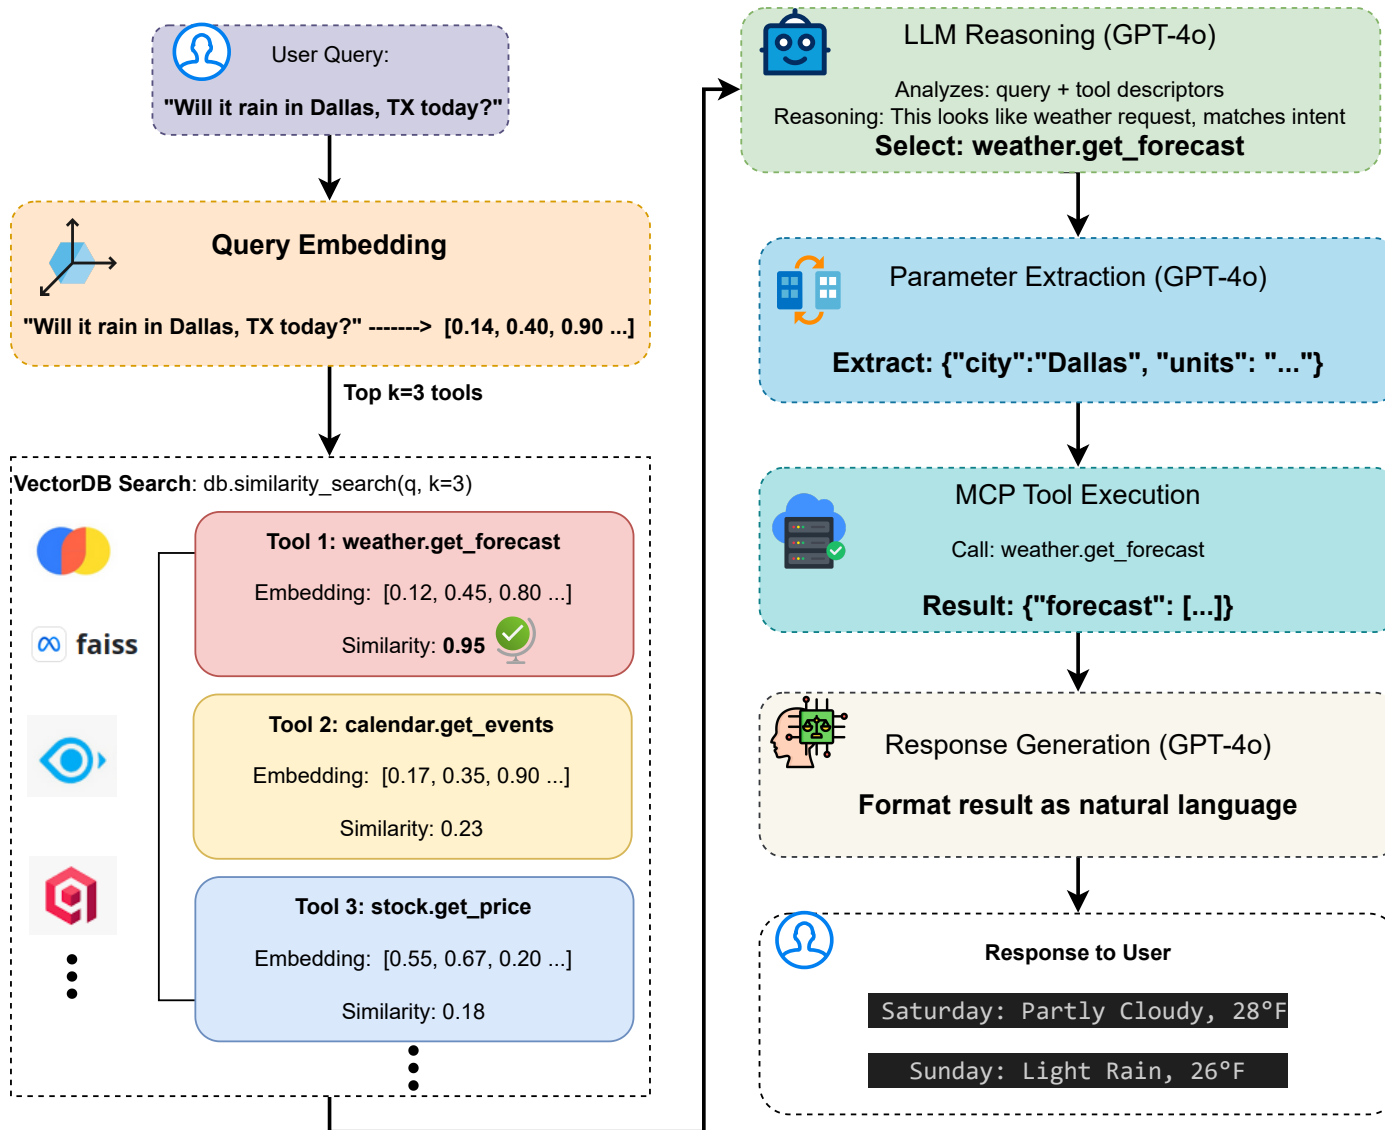 User Query:
"Will it rain in Dallas, TX today?"
Query Embedding
"Will it rain in Dallas, TX today?" -------> [0.14, 0.40, 0.90 ...]
Top k=3 tools
VectorDB Search: db.similarity_search(q, k=3)
faiss
Tool 1: weather.get_forecast
Embedding: [0.12, 0.45, 0.80 ...]
Similarity: 0.95
Tool 2: calendar.get_events
Embedding: [0.17, 0.35, 0.90 ...]
Similarity: 0.23
Tool 3: stock.get_price
Embedding: [0.55, 0.67, 0.20 ...]
Similarity: 0.18
LLM Reasoning (GPT-4o)
Analyzes: query + tool descriptors
Reasoning: This looks like weather request, matches intent
Select: weather.get_forecast
Parameter Extraction (GPT-4o)
Extract: {"city":"Dallas", "units": "..."}
MCP Tool Execution
Call: weather.get_forecast
Result: {"forecast": [...]}
Response Generation (GPT-4o)
Format result as natural language
Response to User
Saturday: Partly Cloudy, 28°F
Sunday: Light Rain, 26°F